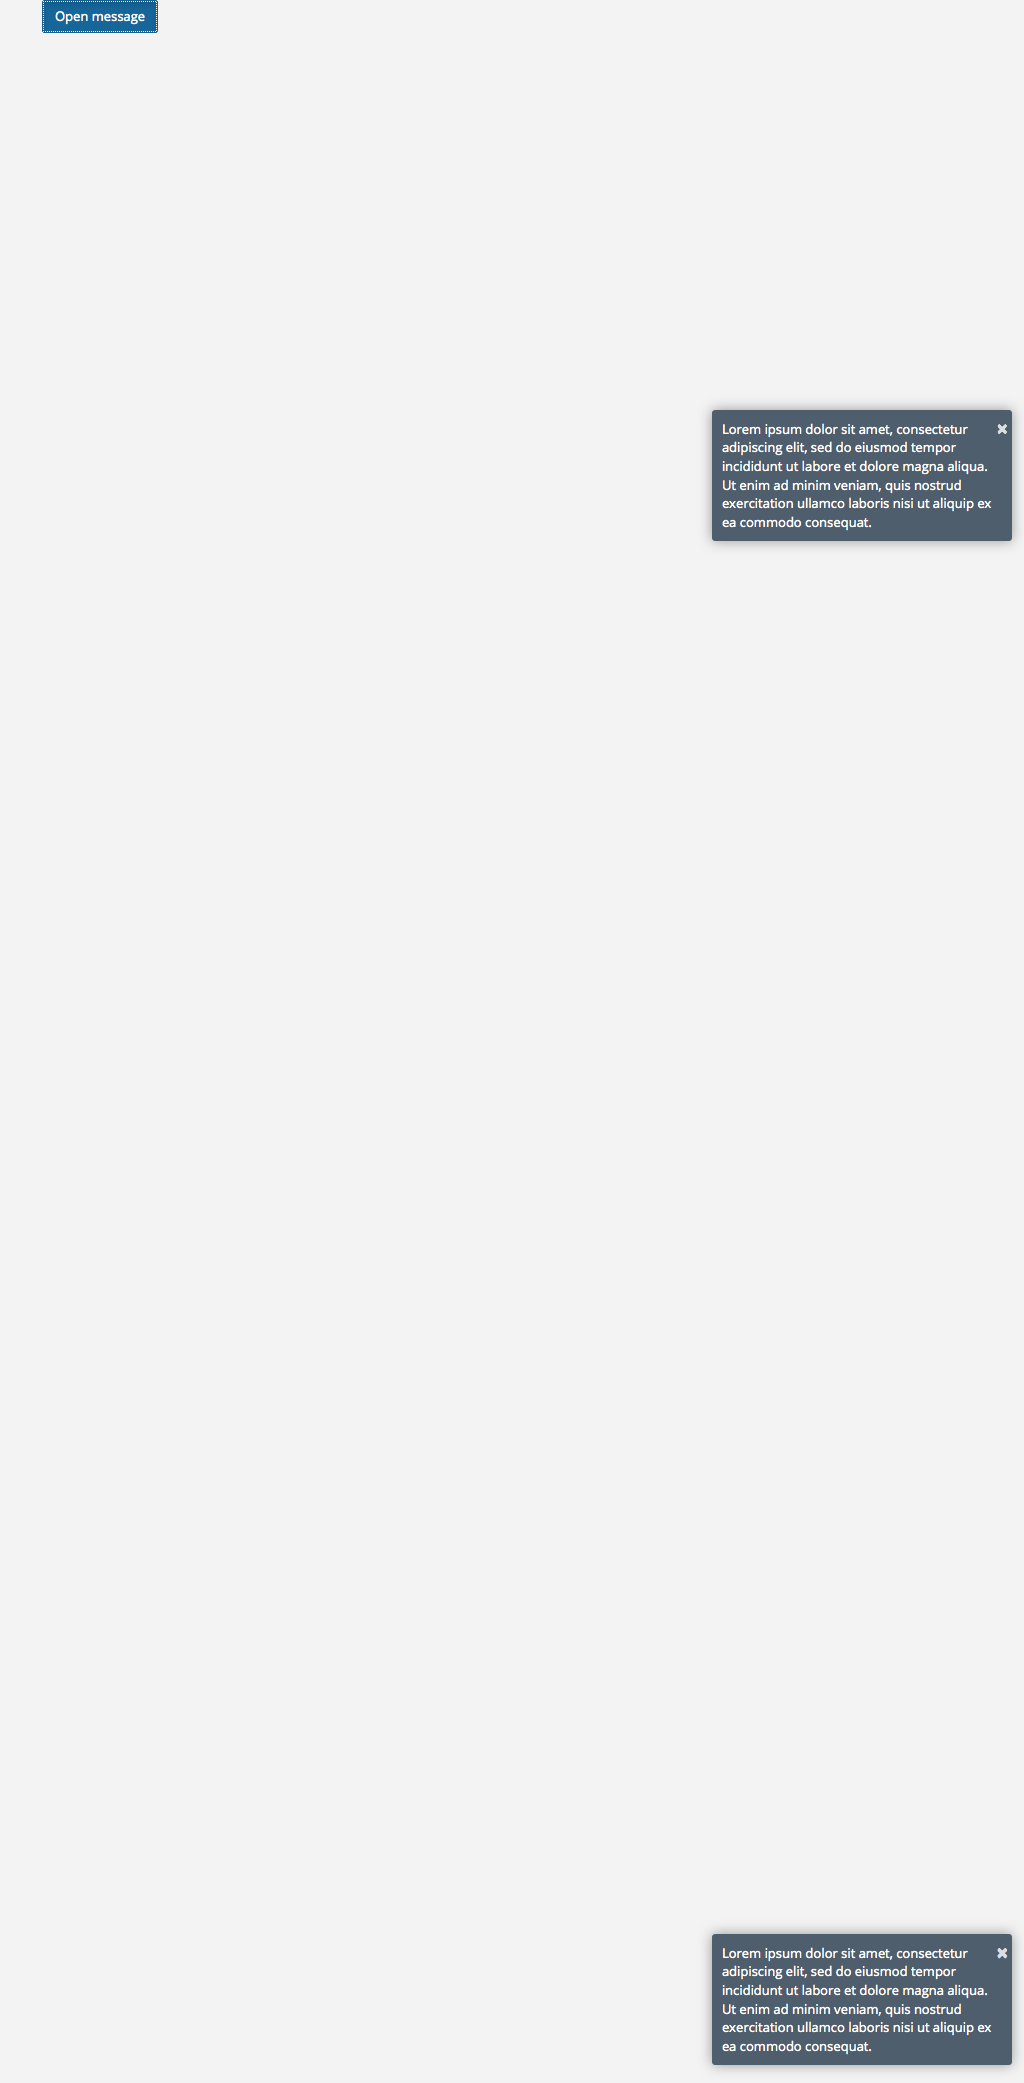 Open message
Lorem ipsum dolor sit amet, consectetur
adipiscing elit, sed do eiusmod tempor
incididunt ut labore et dolore magna aliqua.
Ut enim ad minim veniam, quis nostrud
exercitation ullamco laboris nisi ut aliquip ex
ea commodo consequat.
Lorem ipsum dolor sit amet, consectetur
adipiscing elit, sed do eiusmod tempor
incididunt ut labore et dolore magna aliqua.
Ut enim ad minim veniam, quis nostrud
exercitation ullamco laboris nisi ut aliquip ex
ea commodo consequat.